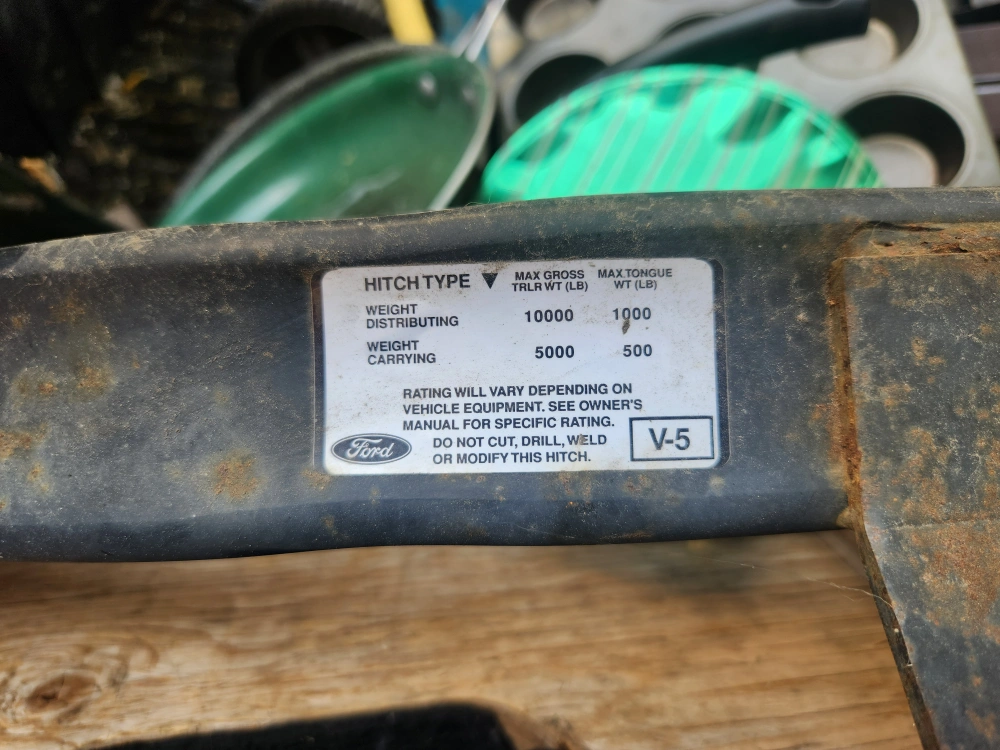 HITCH TYPE ▼ MAX GROSS TRLR WT (LB) MAX TONGUE WT (LB)
WEIGHT DISTRIBUTING 10000 1000
WEIGHT CARRYING 5000 500
RATING WILL VARY DEPENDING ON
VEHICLE EQUIPMENT. SEE OWNER'S
MANUAL FOR SPECIFIC RATING.
Ford
DO NOT CUT, DRILL, WELD
OR MODIFY THIS HITCH.
V-5